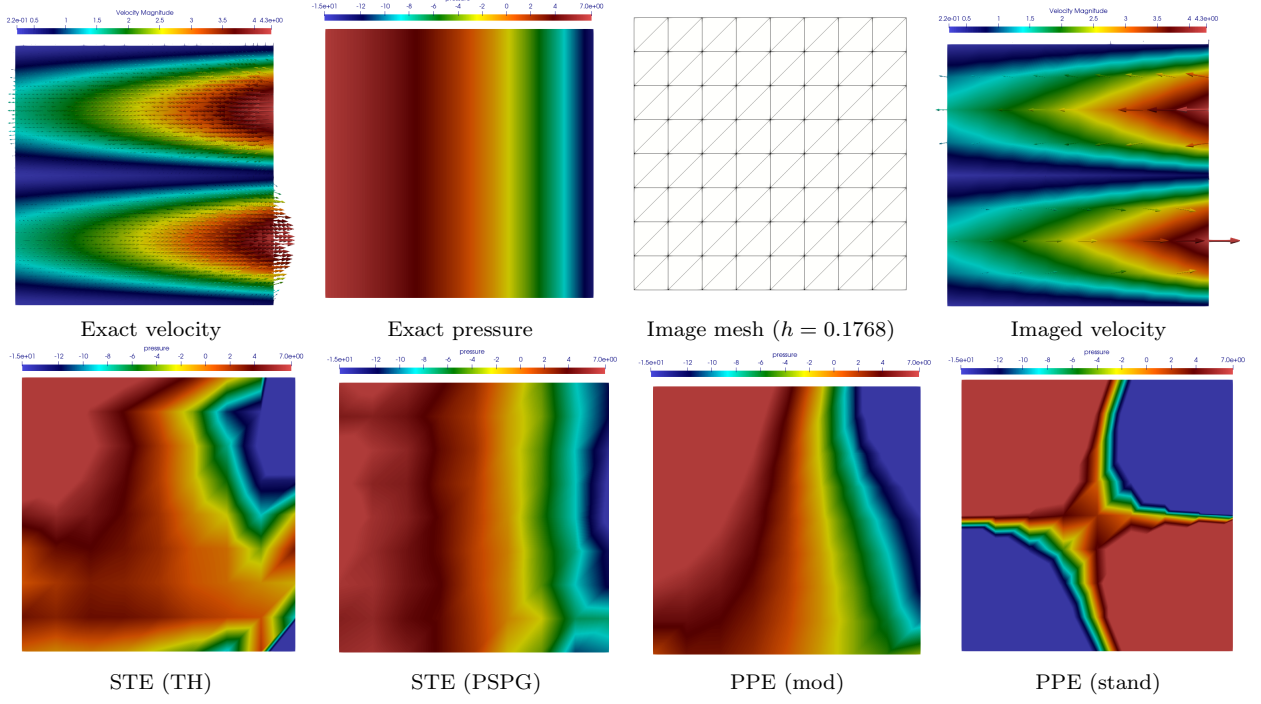 Velocity Magnitude
2.2e-01 0.5 1 1.5 2 2.5 3 3.5 4 4.3e+00
Exact velocity
pressure
-1.5e+01 -12 -10 -8 -6 -4 -2 0 2 4 7.0e+00
Exact pressure
Image mesh (h = 0.1768)
Velocity Magnitude
2.2e-01 0.5 1 1.5 2 2.5 3 3.5 4 4.3e+00
Imaged velocity
pressure
-1.5e+01 -12 -10 -8 -6 -4 -2 0 2 4 7.0e+00
STE (TH)
pressure
-1.5e+01 -12 -10 -8 -6 -4 -2 0 2 4 7.0e+00
STE (PSPG)
pressure
-1.5e+01 -12 -10 -8 -6 -4 -2 0 2 4 7.0e+00
PPE (mod)
pressure
-1.5e+01 -12 -10 -8 -6 -4 -2 0 2 4 7.0e+00
PPE (stand)